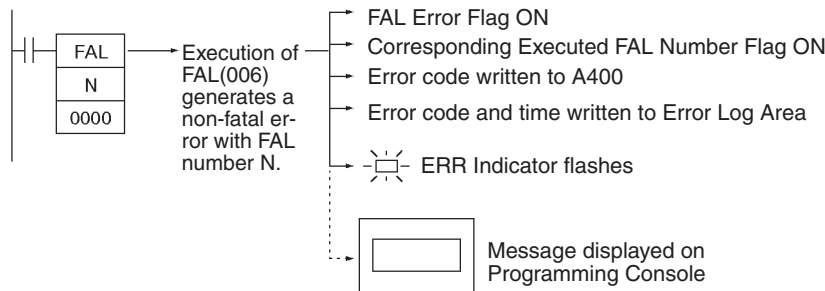 FAL
N
0000
Execution of
FAL(006)
generates a
non-fatal er-
ror with FAL
number N.
FAL Error Flag ON
Corresponding Executed FAL Number Flag ON
Error code written to A400
Error code and time written to Error Log Area
ERR Indicator flashes
Message displayed on
Programming Console